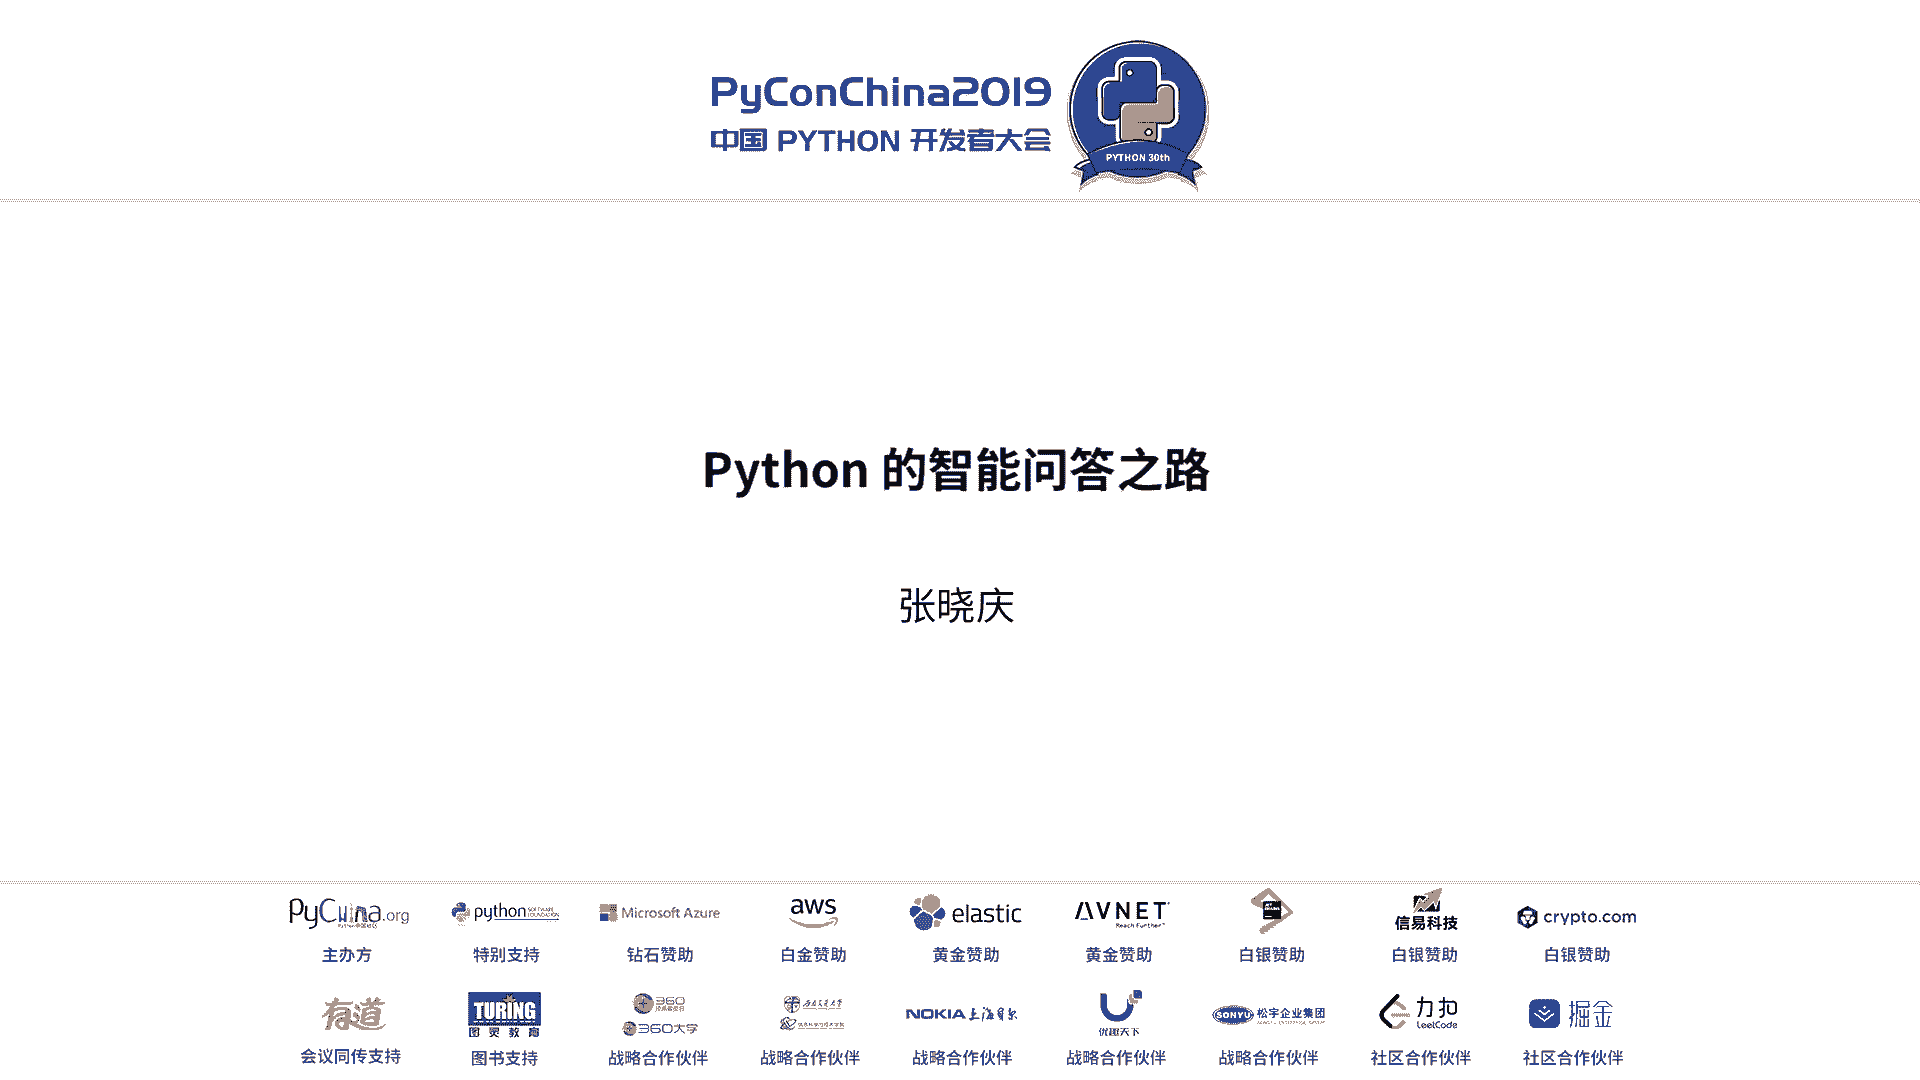 PyConChina2019
中国 PYTHON 开发者大会
PYTHON 30th
Python 的智能问答之路
张晓庆
PyChina.org
python
Microsoft Azure
aws
elastic
AVNET
Reach Further™
信易科技
crypto.com
主办方
特别支持
钻石赞助
白金赞助
黄金赞助
黄金赞助
白银赞助
白银赞助
白银赞助
有道
TURING
图灵教育
360
360大学
NOKIA 上海贝尔
优趣天下
SONYU 松宇企业集团
力扣
LeetCode
掘金
会议同传支持
图书支持
战略合作伙伴
战略合作伙伴
战略合作伙伴
战略合作伙伴
战略合作伙伴
社区合作伙伴
社区合作伙伴